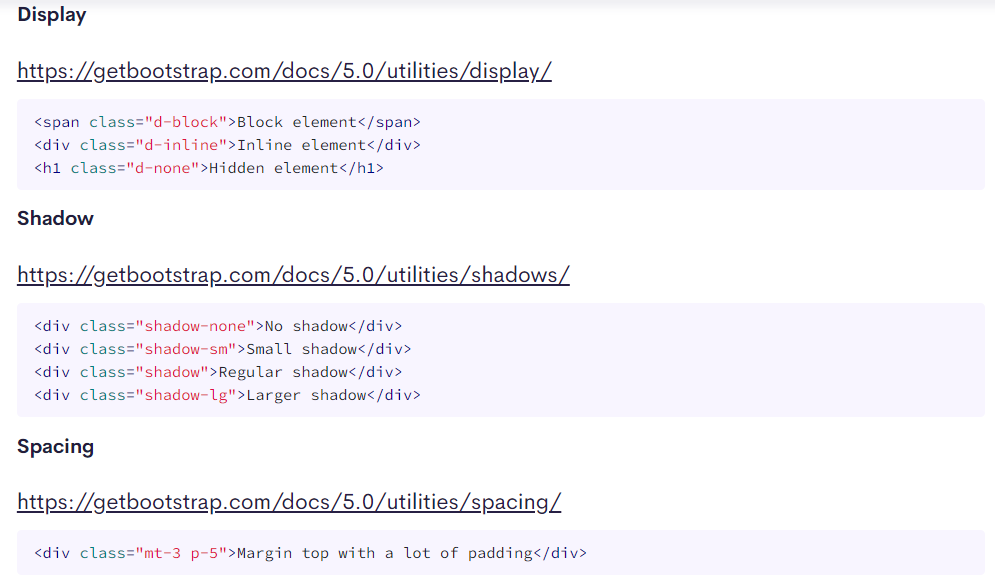 Display
https://getbootstrap.com/docs/5.0/utilities/display/
<span class="d-block">Block element</span>
<div class="d-inline">Inline element</div>
<h1 class="d-none">Hidden element</h1>
Shadow
https://getbootstrap.com/docs/5.0/utilities/shadows/
<div class="shadow-none">No shadow</div>
<div class="shadow-sm">Small shadow</div>
<div class="shadow">Regular shadow</div>
<div class="shadow-lg">Larger shadow</div>
Spacing
https://getbootstrap.com/docs/5.0/utilities/spacing/
<div class="mt-3 p-5">Margin top with a lot of padding</div>